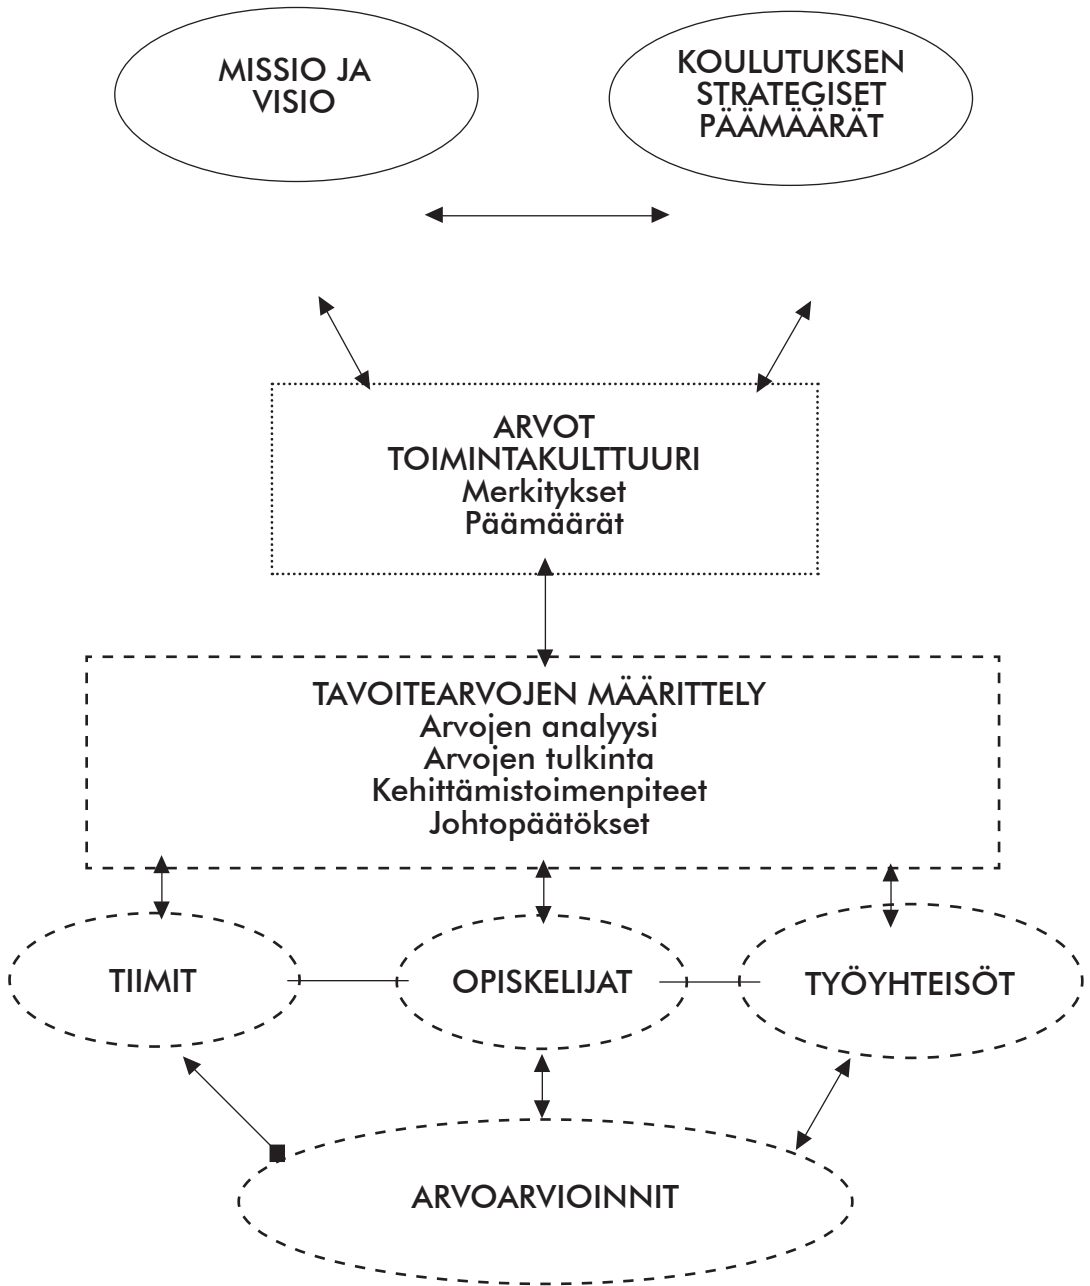 MISSIO JA
VISIO
KOULUTUKSEN
STRATEGISET
PÄÄMÄÄRÄT
ARVOT
TOIMINTAKULTTUURI
Merkitykset
Päämäärät
TAVOITEARVOJEN MÄÄRITTELY
Arvojen analyysi
Arvojen tulkinta
Kehittämistoimenpiteet
Johtopäätökset
TIIMIT
OPISKELIJAT
TYÖYHTEISÖT
ARVOARVIOINNIT